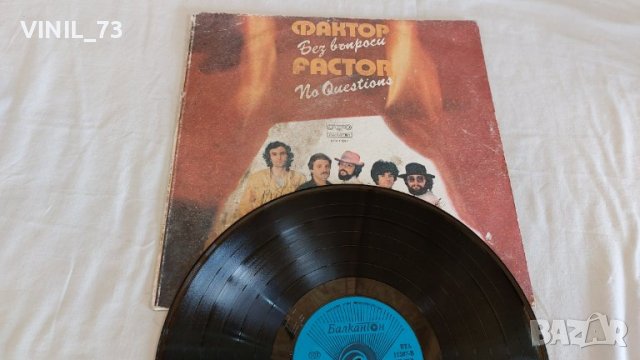 VINIL_73
ФАКТОР
Без въпроси
FACTOR
No Questions
Балкантон
BAZAR